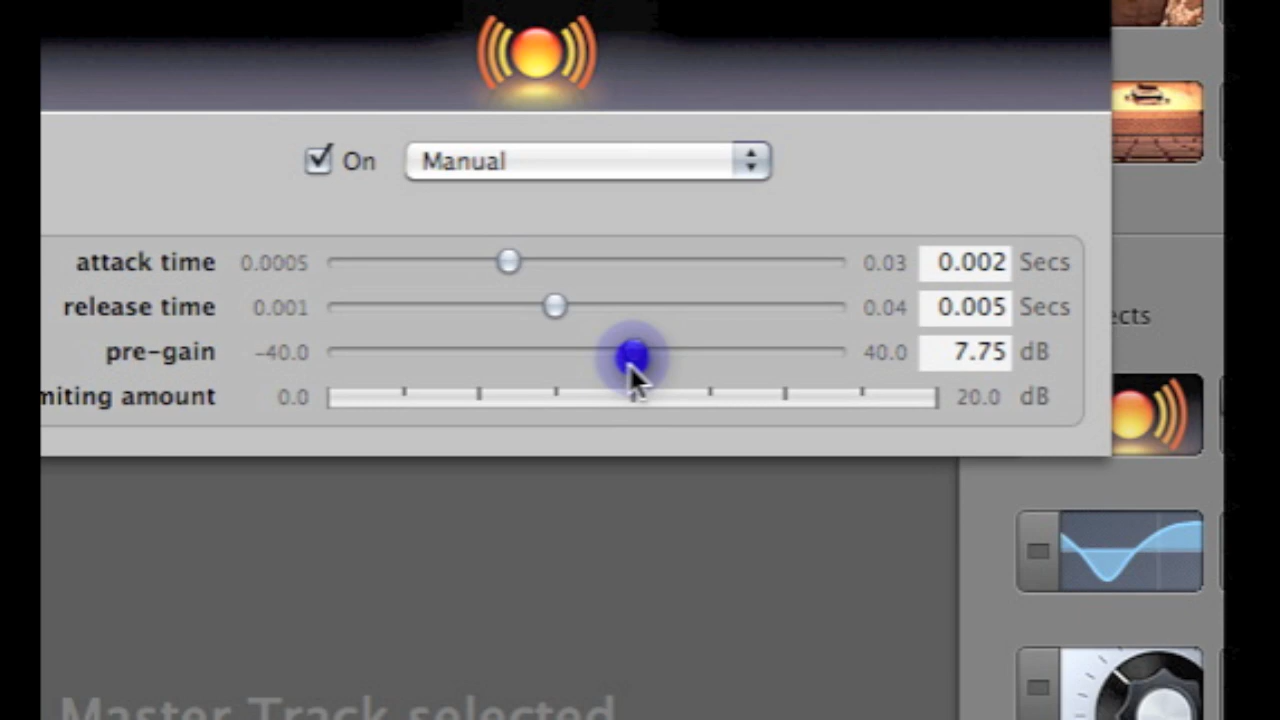 On Manual
attack time 0.0005 0.03 0.002 Secs
release time 0.001 0.04 0.005 Secs
pre-gain -40.0 40.0 7.75 dB
miting amount 0.0 20.0 dB
ects
Master Track selected